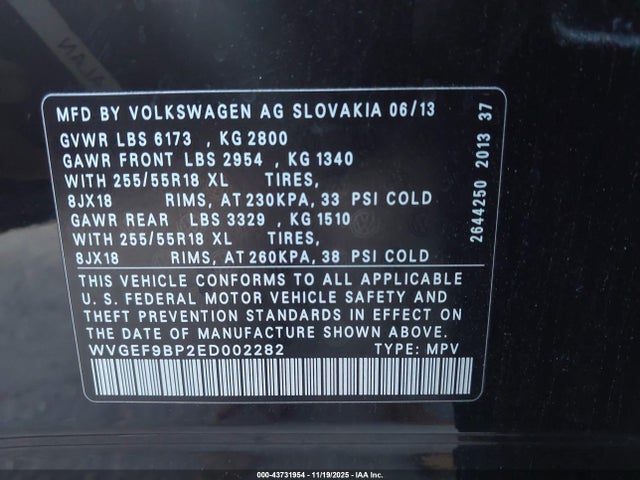 MFD BY VOLKSWAGEN AG SLOVAKIA 06/13
GVWR LBS 6173 , KG 2800
GAWR FRONT LBS 2954 , KG 1340
WITH 255/55R18 XL TIRES,
8JX18 RIMS, AT 230KPA, 33 PSI COLD
GAWR REAR LBS 3329 , KG 1510
WITH 255/55R18 XL TIRES,
8JX18 RIMS, AT 260KPA, 38 PSI COLD
THIS VEHICLE CONFORMS TO ALL APPLICABLE
U. S. FEDERAL MOTOR VEHICLE SAFETY AND
THEFT PREVENTION STANDARDS IN EFFECT ON
THE DATE OF MANUFACTURE SHOWN ABOVE.
WVGEF9BP2ED002282 TYPE: MPV
2644250 2013 37
000-43731954 - 11/19/2025 - IAA Inc.